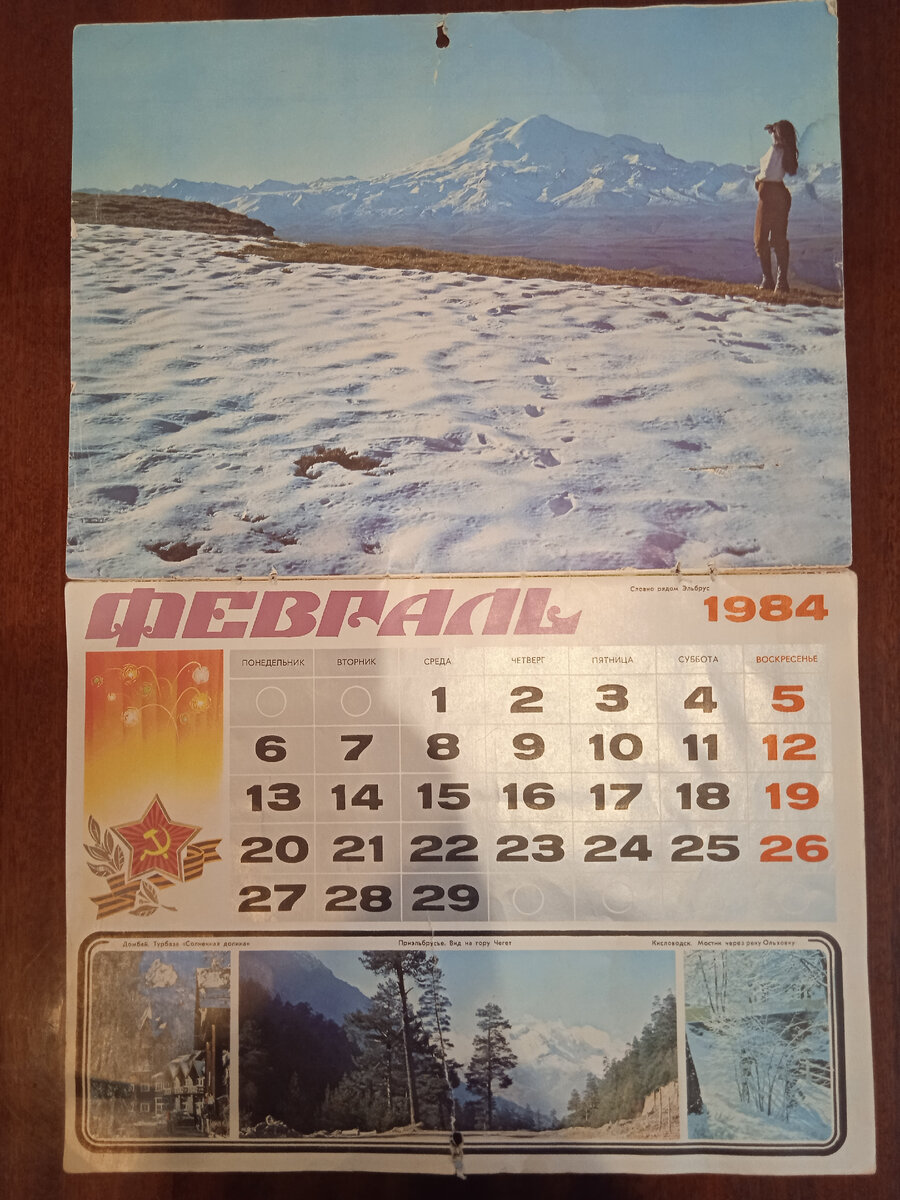 Словно рядом Эльбрус
ФЕВРАЛЬ 1984
ПОНЕДЕЛЬНИК ВТОРНИК СРЕДА ЧЕТВЕРГ ПЯТНИЦА СУББОТА ВОСКРЕСЕНЬЕ
1 2 3 4 5
6 7 8 9 10 11 12
13 14 15 16 17 18 19
20 21 22 23 24 25 26
27 28 29
Домбай. Турбаза «Солнечная долина» Приэльбрусье. Вид на гору Чегет Кисловодск. Мостик через реку Ольховку